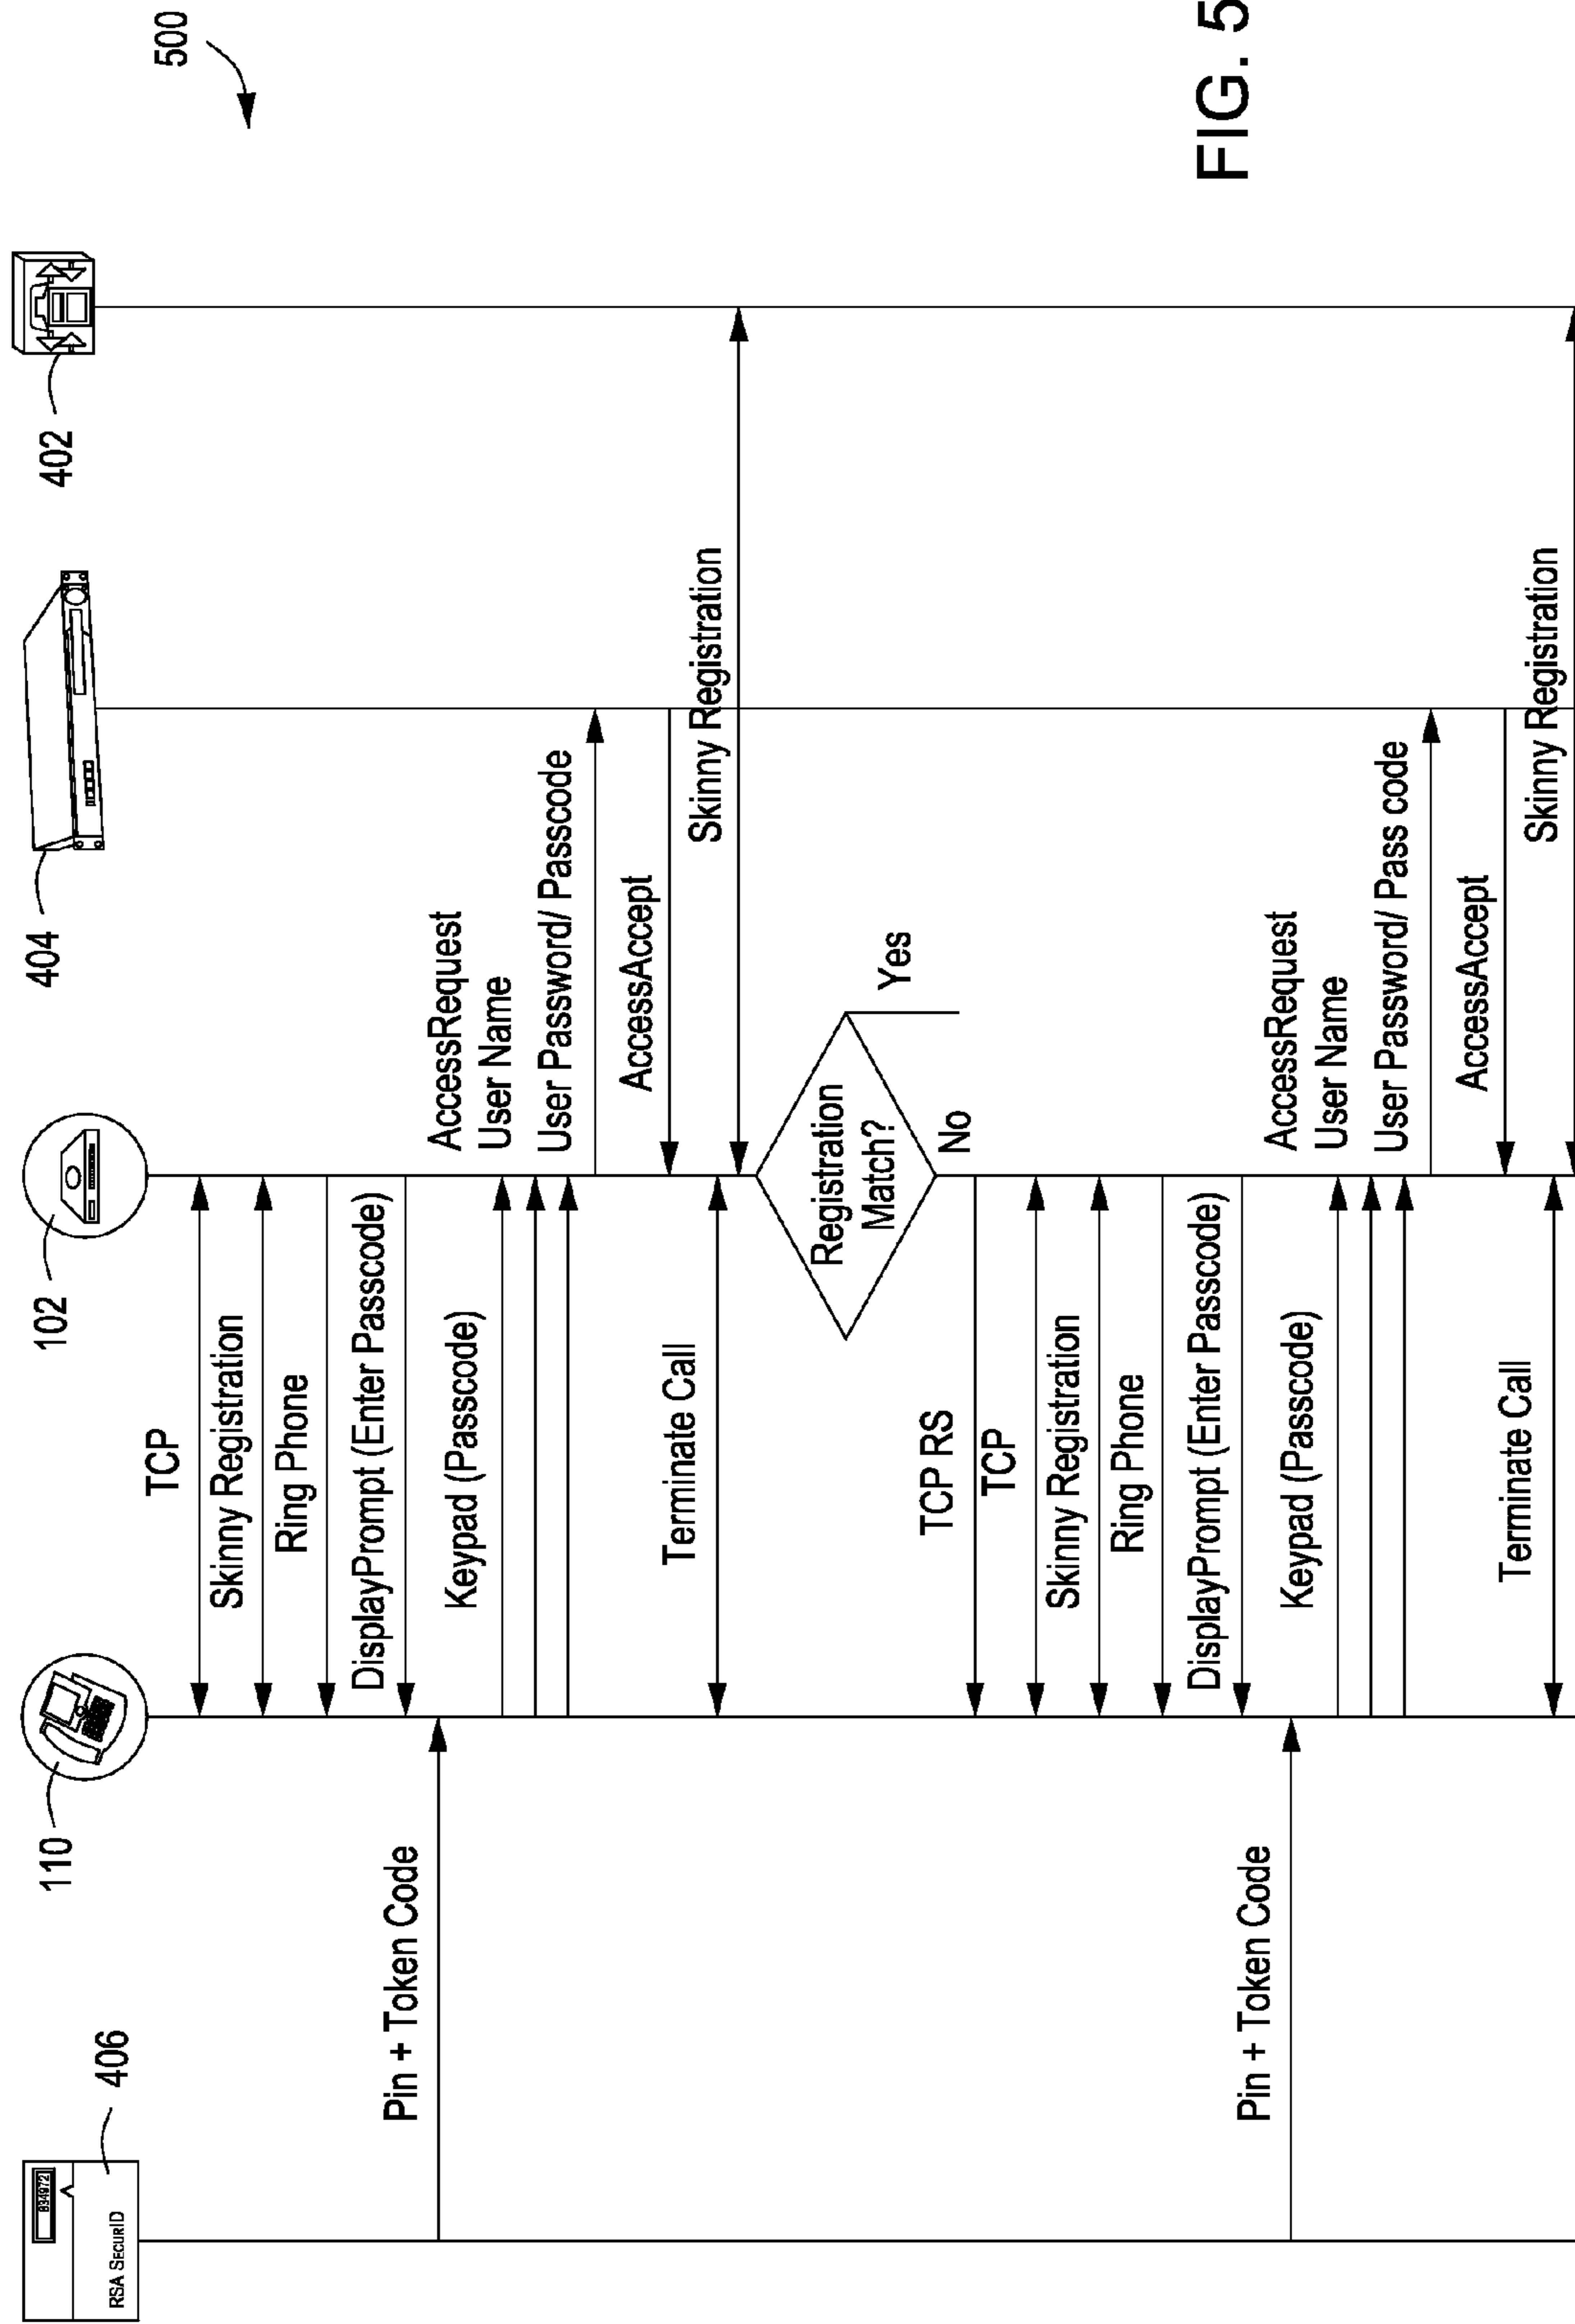 500
406
110
102
404
402
834972
RSA SECURID
TCP
Skinny Registration
Ring Phone
DisplayPrompt (Enter Passcode)
Pin + Token Code
Keypad (Passcode)
AccessRequest
User Name
User Password/ Passcode
AccessAccept
Terminate Call
Skinny Registration
Registration
Match?
Yes
No
TCP RS
TCP
Skinny Registration
Ring Phone
DisplayPrompt (Enter Passcode)
Pin + Token Code
Keypad (Passcode)
AccessRequest
User Name
User Password/ Pass code
AccessAccept
Terminate Call
Skinny Registration
FIG. 5